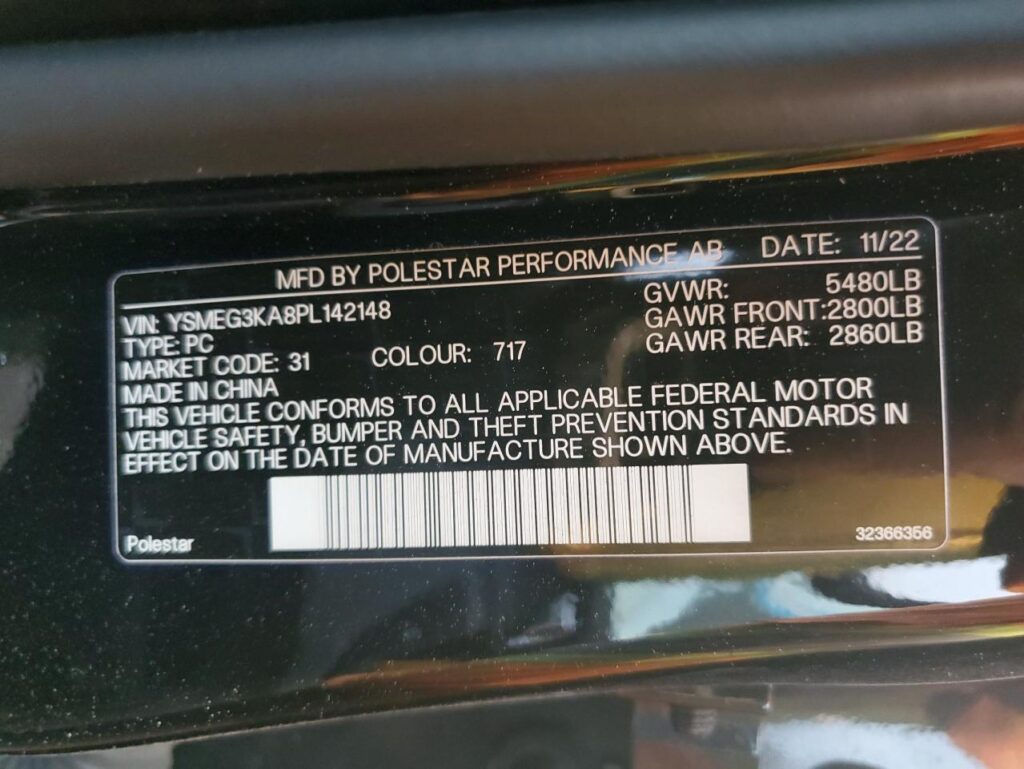 MFD BY POLESTAR PERFORMANCE AB DATE: 11/22
VIN: YSMEG3KA8PL142148 GVWR: 5480LB
TYPE: PC GAWR FRONT:2800LB
MARKET CODE: 31 COLOUR: 717 GAWR REAR: 2860LB
MADE IN CHINA
THIS VEHICLE CONFORMS TO ALL APPLICABLE FEDERAL MOTOR
VEHICLE SAFETY, BUMPER AND THEFT PREVENTION STANDARDS IN
EFFECT ON THE DATE OF MANUFACTURE SHOWN ABOVE.
Polestar 32366356